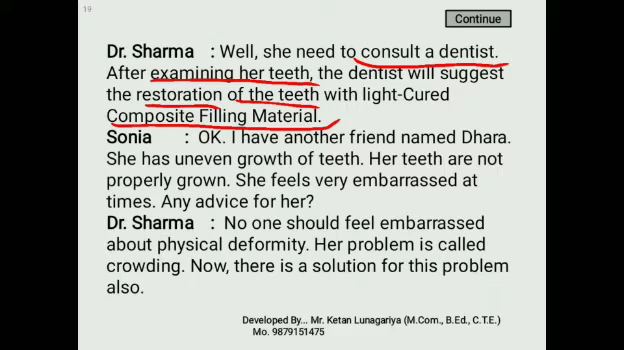 19
Continue
Dr. Sharma : Well, she need to consult a dentist.
After examining her teeth, the dentist will suggest
the restoration of the teeth with light-Cured
Composite Filling Material.
Sonia : OK. I have another friend named Dhara.
She has uneven growth of teeth. Her teeth are not
properly grown. She feels very embarrassed at
times. Any advice for her?
Dr. Sharma : No one should feel embarrassed
about physical deformity. Her problem is called
crowding. Now, there is a solution for this problem
also.
Developed By... Mr. Ketan Lunagariya (M.Com., B.Ed., C.T.E.)
Mo. 9879151475